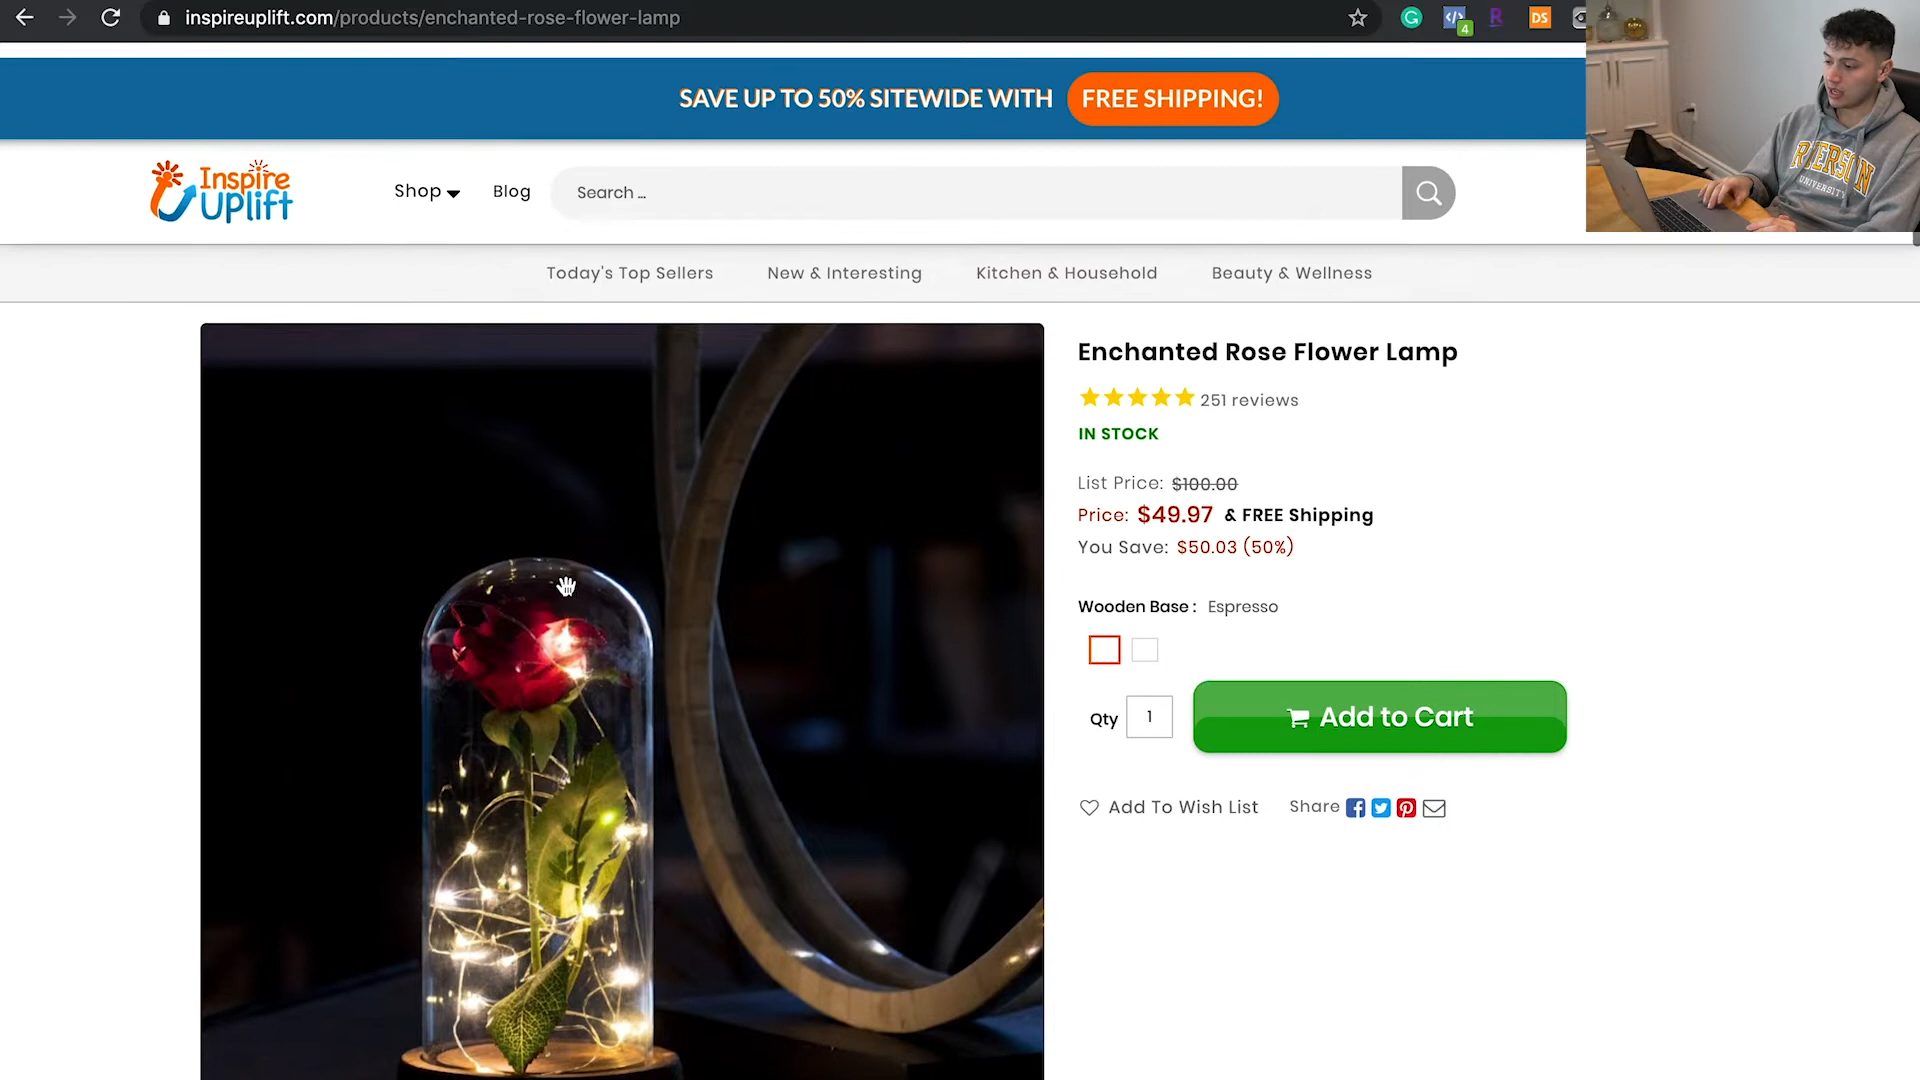 inspireuplift.com/products/enchanted-rose-flower-lamp
G
4
R
DS
SAVE UP TO 50% SITEWIDE WITH FREE SHIPPING!
Inspire
Uplift
Shop
Blog
Search ...
UNIVERSITY
Today's Top Sellers
New & Interesting
Kitchen & Household
Beauty & Wellness
Enchanted Rose Flower Lamp
251 reviews
IN STOCK
List Price: $100.00
Price: $49.97 & FREE Shipping
You Save: $50.03 (50%)
Wooden Base : Espresso
Qty 1
Add to Cart
Add To Wish List
Share